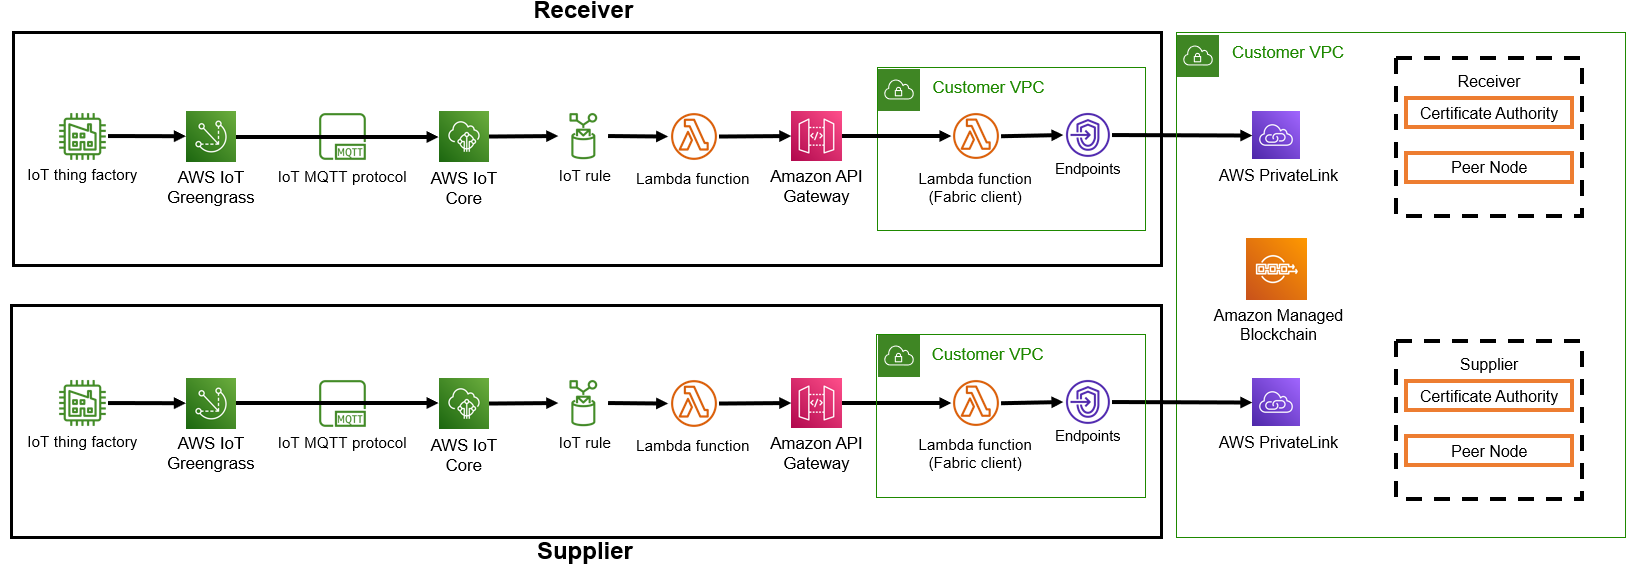 Receiver
IoT thing factory
AWS IoT
Greengrass
MQTT
IoT MQTT protocol
AWS IoT
Core
IoT rule
Lambda function
Amazon API
Gateway
Customer VPC
Lambda function
(Fabric client)
Endpoints
Customer VPC
AWS PrivateLink
Receiver
Certificate Authority
Peer Node
Amazon Managed
Blockchain
IoT thing factory
AWS IoT
Greengrass
MQTT
IoT MQTT protocol
AWS IoT
Core
IoT rule
Lambda function
Amazon API
Gateway
Customer VPC
Lambda function
(Fabric client)
Endpoints
AWS PrivateLink
Supplier
Certificate Authority
Peer Node
Supplier